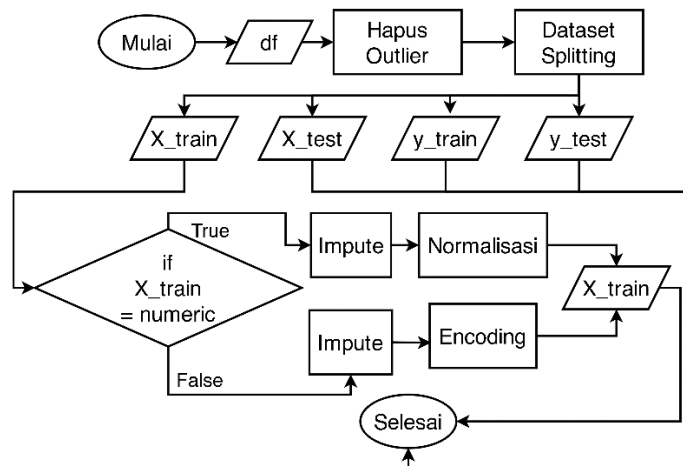 Mulai
df
Hapus
Outlier
Dataset
Splitting
X_train
X_test
y_train
y_test
if
X_train
= numeric
True
Impute
Normalisasi
X_train
False
Impute
Encoding
Selesai